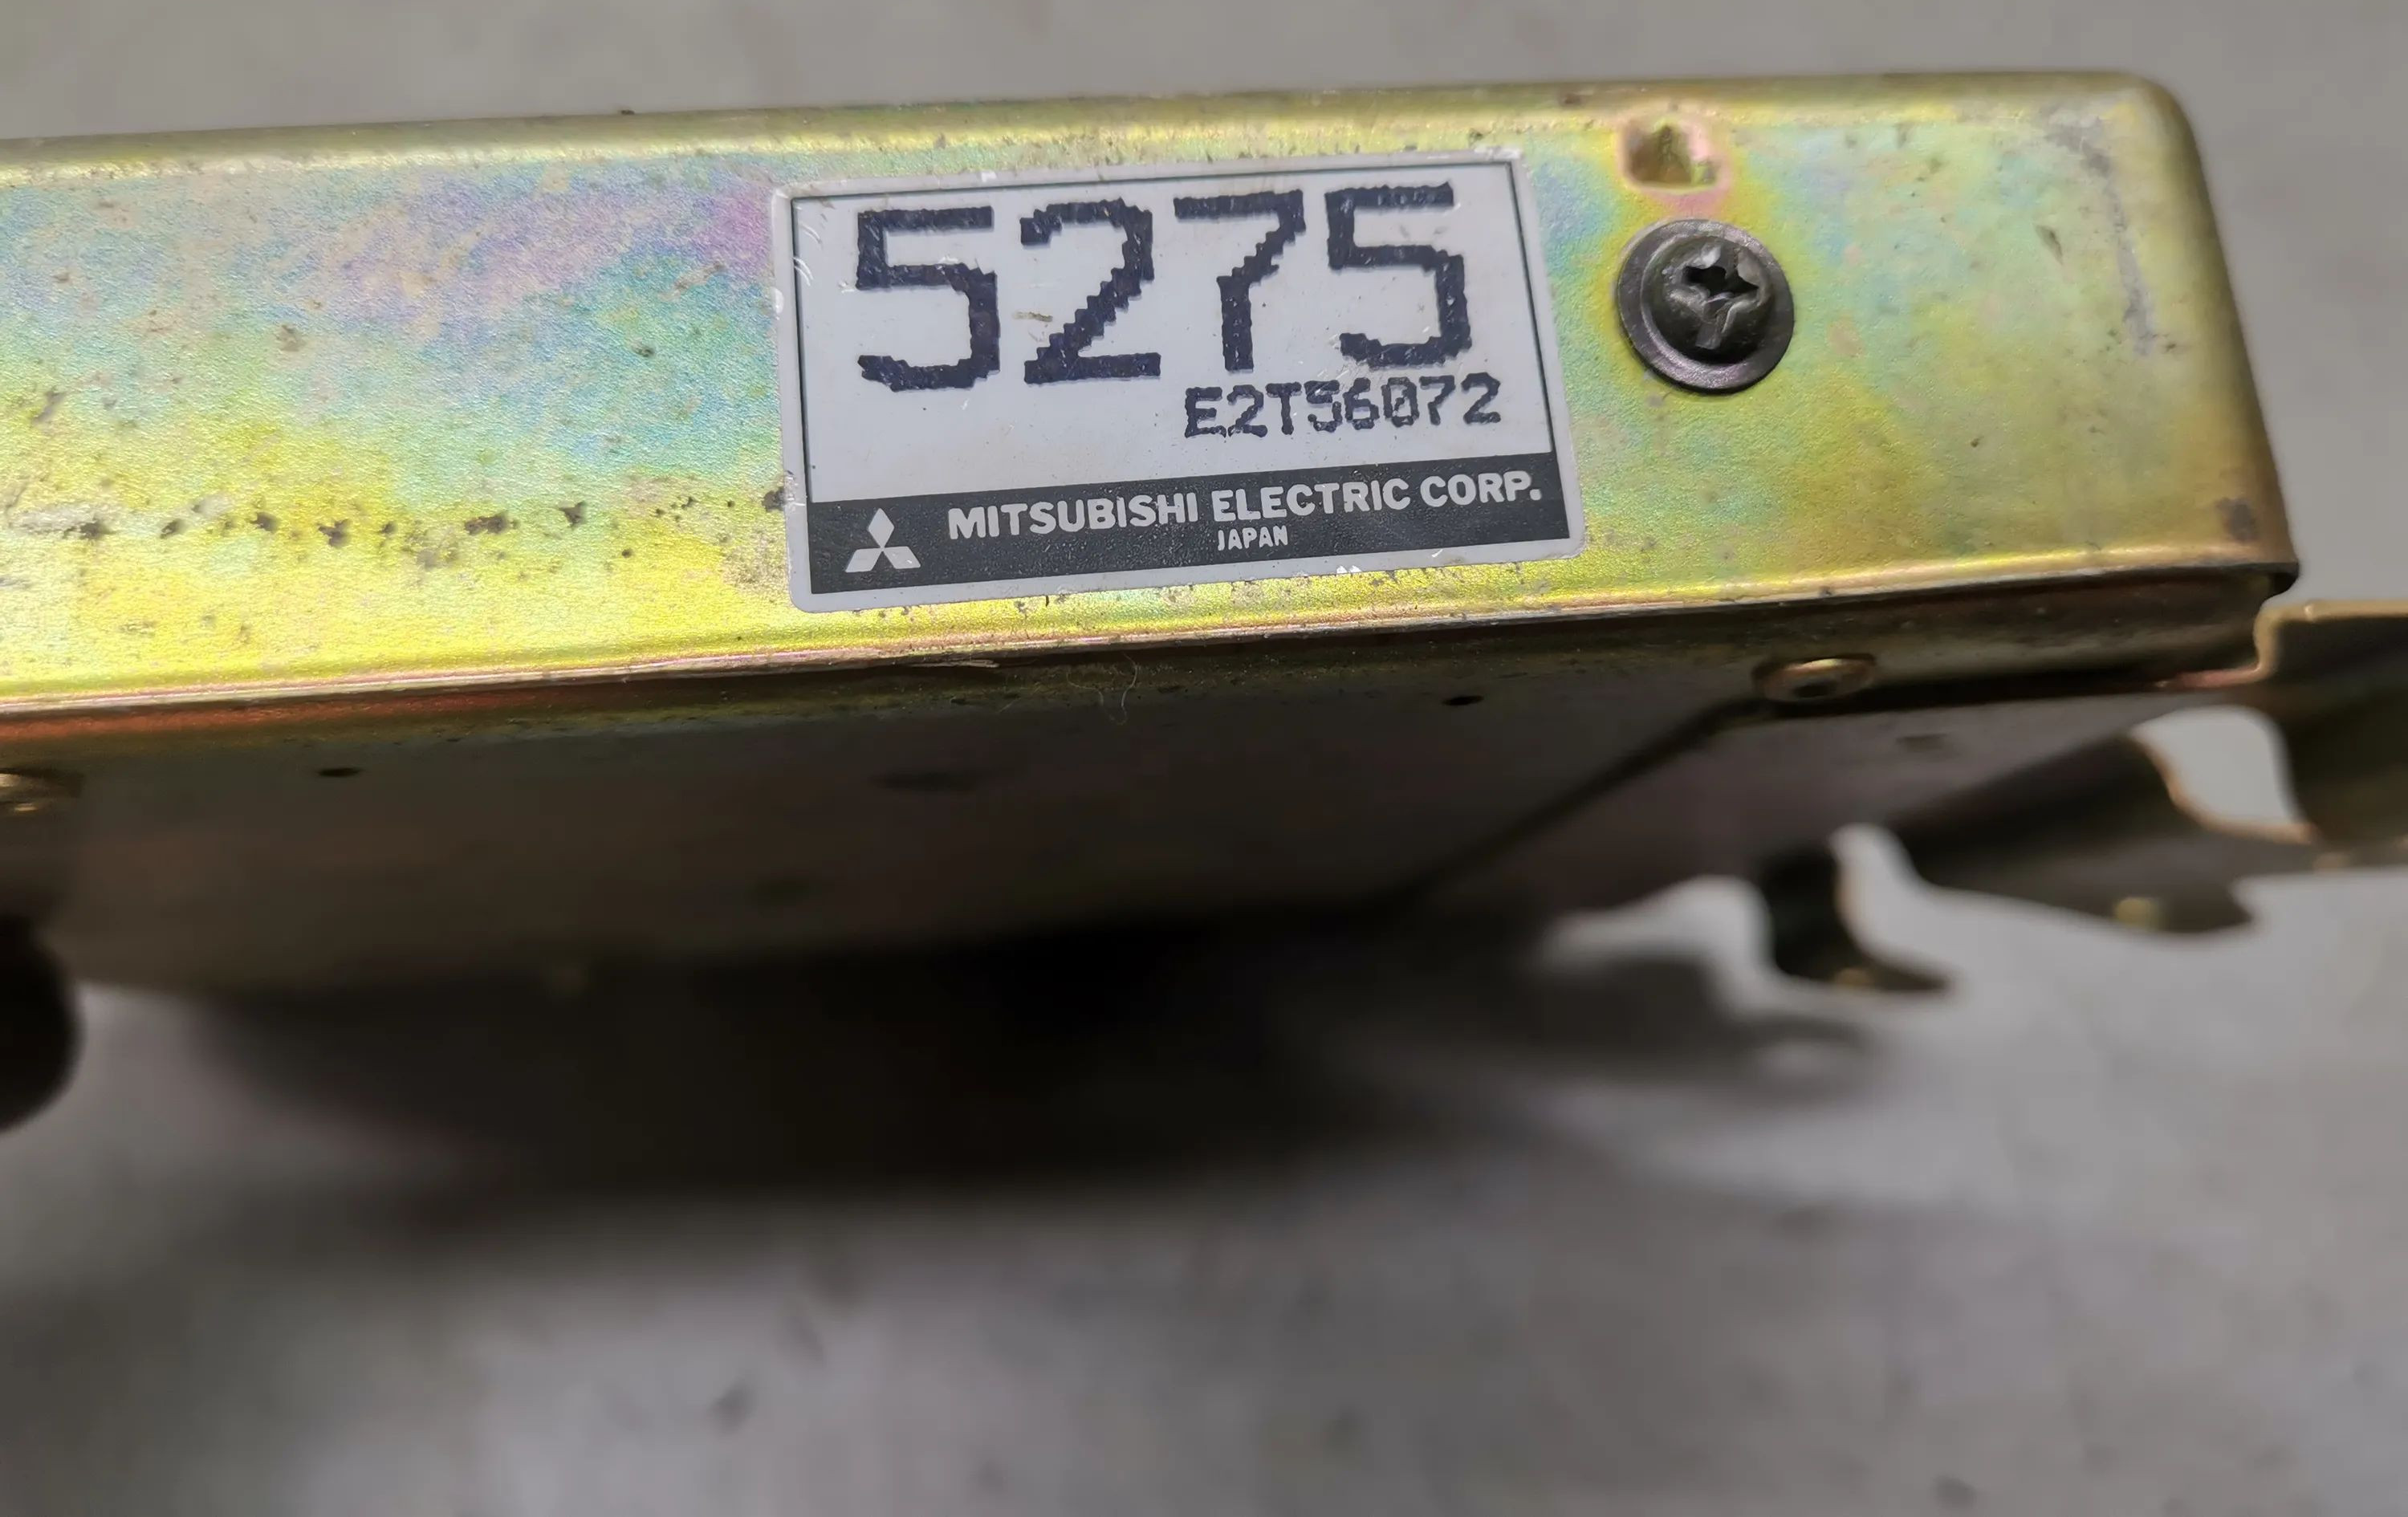 5275
E2T56072
MITSUBISHI ELECTRIC CORP.
JAPAN